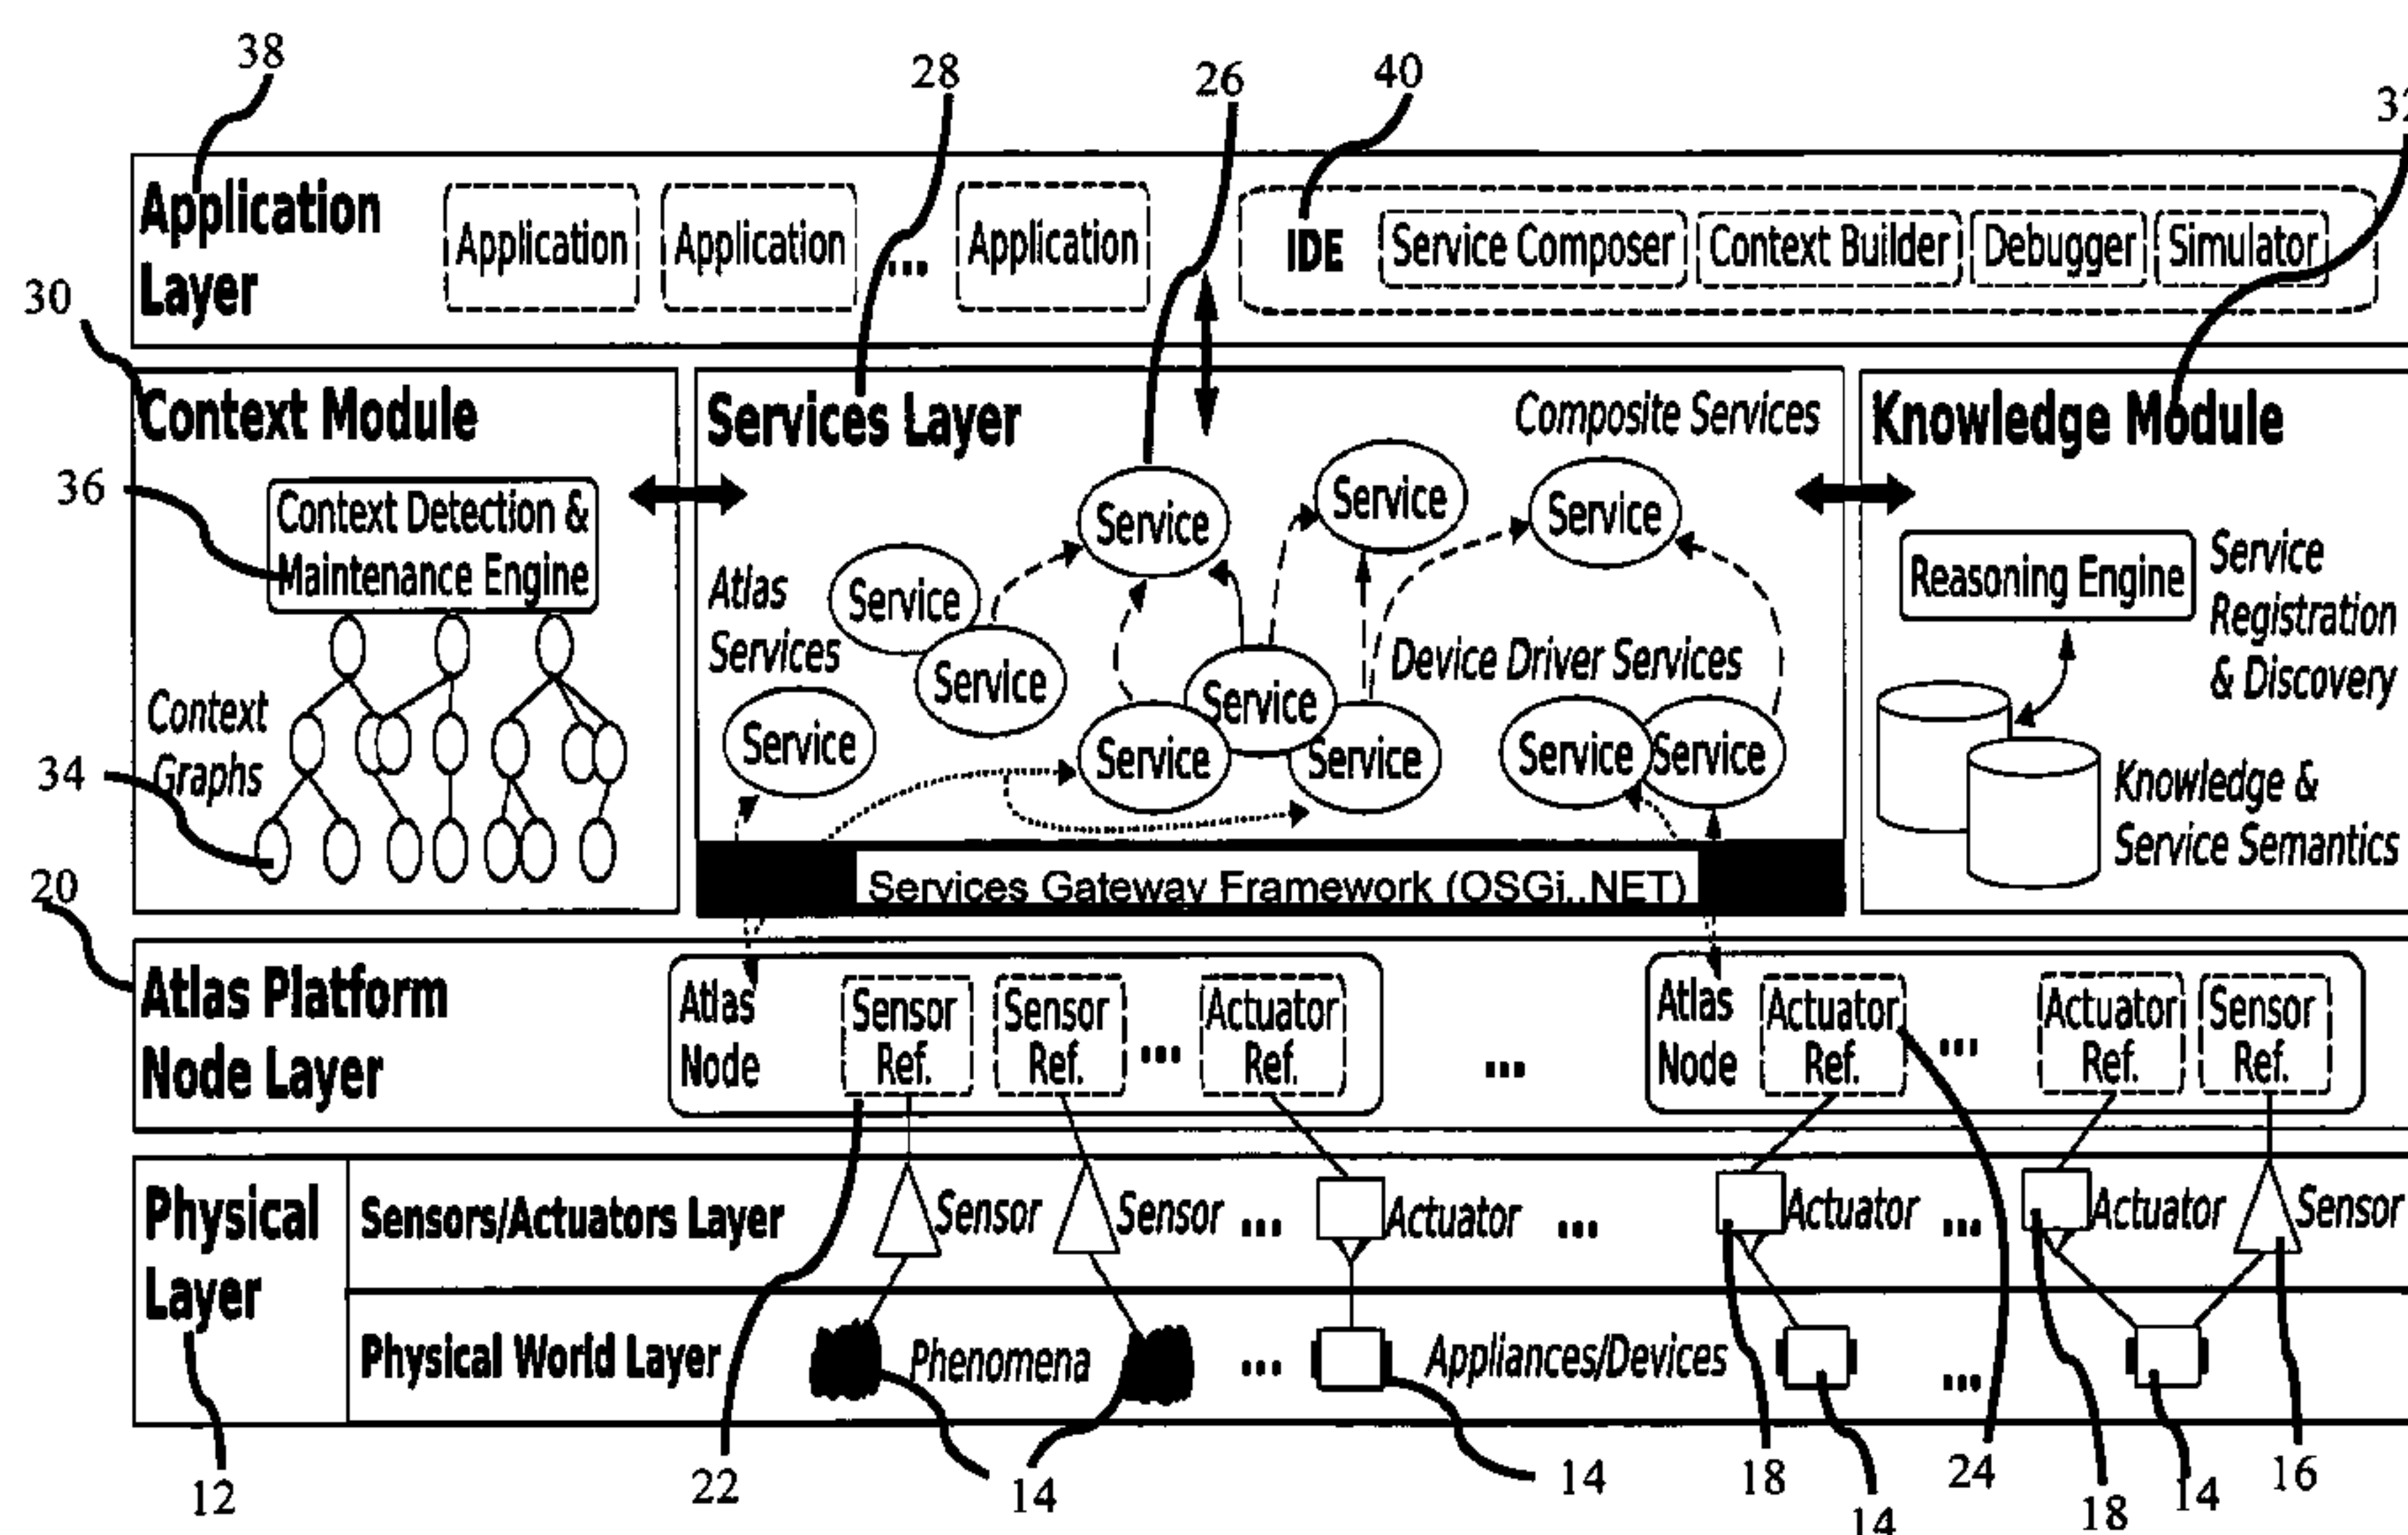 38
28
26
40
32
Application
Layer
Application
Application
...
Application
IDE
Service Composer
Context Builder
Debugger
Simulator
30
Context Module
36
Context Detection &
Maintenance Engine
Context
Graphs
34
Services Layer
Composite Services
Atlas
Services
Device Driver Services
Service
Service
Service
Service
Service
Service
Service
Service
Service
Service
Service
Services Gateway Framework (OSGi,.NET)
Knowledge Module
Reasoning Engine
Service
Registration
& Discovery
Knowledge &
Service Semantics
20
Atlas Platform
Node Layer
Atlas
Node
Sensor
Ref.
Sensor
Ref.
...
Actuator
Ref.
...
Atlas
Node
Actuator
Ref.
...
Actuator
Ref.
Sensor
Ref.
Physical
Layer
Sensors/Actuators Layer
Sensor
Sensor
...
Actuator
...
Actuator
...
Actuator
Sensor
Physical World Layer
Phenomena
...
Appliances/Devices
...
12
22
14
14
18
14
24
18
14
16